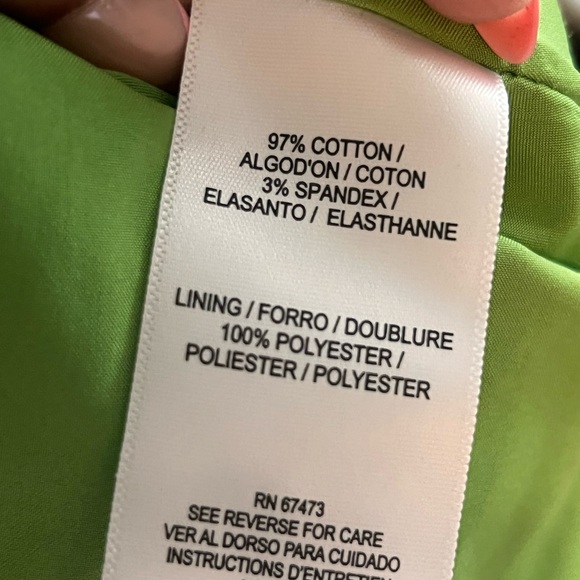 97% COTTON /
ALGOD'ON / COTON
3% SPANDEX /
ELASANTO / ELASTHANNE
LINING / FORRO / DOUBLURE
100% POLYESTER /
POLIESTER / POLYESTER
RN 67473
SEE REVERSE FOR CARE
VER AL DORSO PARA CUIDADO
INSTRUCTIONS D'ENTRETIEN